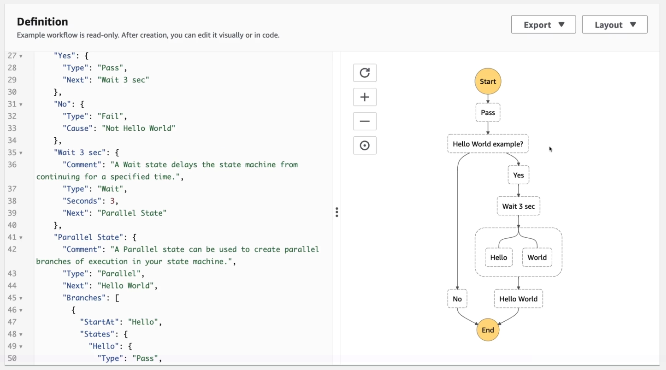 Definition
Example workflow is read-only. After creation, you can edit it visually or in code.
Export ▼
Layout ▼
27 ▾ "Yes": {
28 "Type": "Pass",
29 "Next": "Wait 3 sec"
30 },
31 ▾ "No": {
32 "Type": "Fail",
33 "Cause": "Not Hello World"
34 },
35 ▾ "Wait 3 sec": {
36 "Comment": "A Wait state delays the state machine from
continuing for a specified time.",
37 "Type": "Wait",
38 "Seconds": 3,
39 "Next": "Parallel State"
40 },
41 ▾ "Parallel State": {
42 "Comment": "A Parallel state can be used to create parallel
branches of execution in your state machine.",
43 "Type": "Parallel",
44 "Next": "Hello World",
45 ▾ "Branches": [
46 ▾ {
47 "StartAt": "Hello",
48 ▾ "States": {
49 ▾ "Hello": {
50 "Type": "Pass",
Start
Pass
Hello World example?
Yes
Wait 3 sec
Hello
World
No
Hello World
End